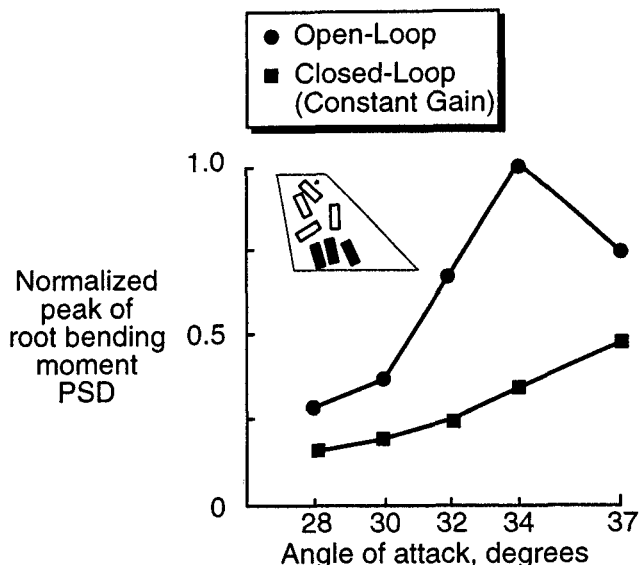 Open-Loop
Closed-Loop
(Constant Gain)
1.0
Normalized
peak of
root bending
moment
PSD
0.5
0
28 30 32 34 37
Angle of attack, degrees